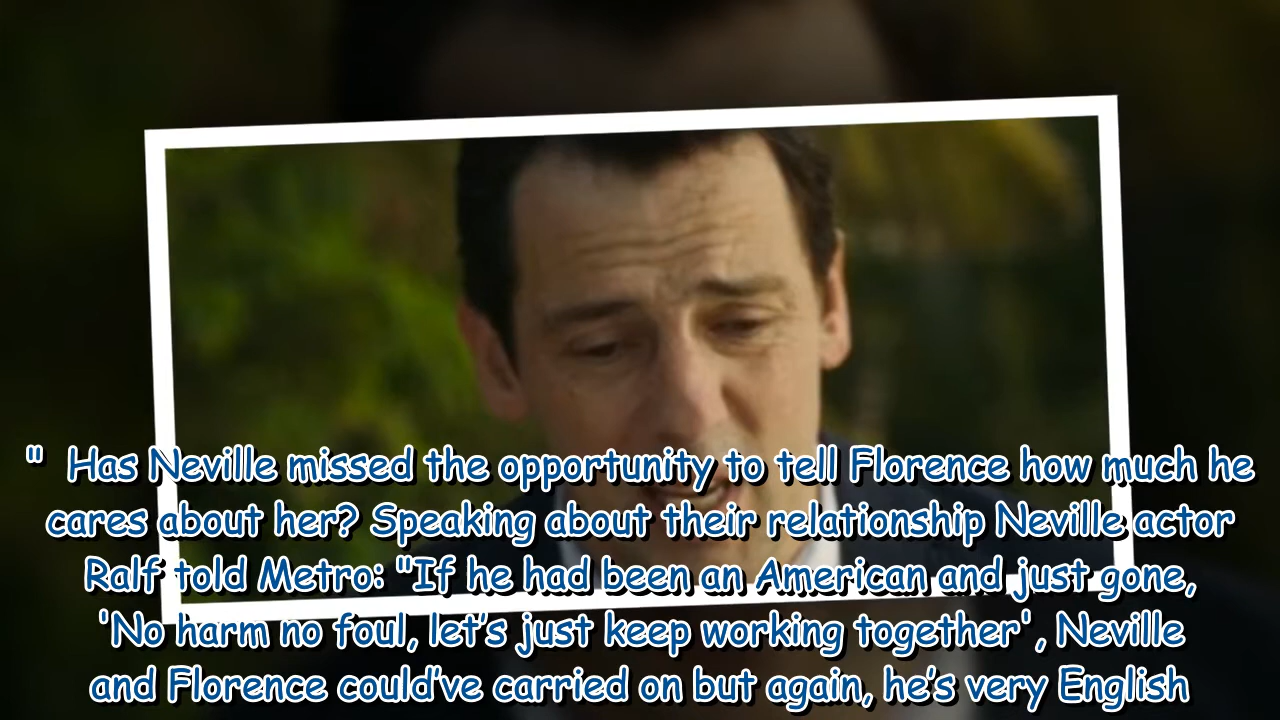 "  Has Neville missed the opportunity to tell Florence how much he
cares about her? Speaking about their relationship Neville actor
Ralf told Metro: "If he had been an American and just gone,
'No harm no foul, let’s just keep working together', Neville
and Florence could’ve carried on but again, he’s very English